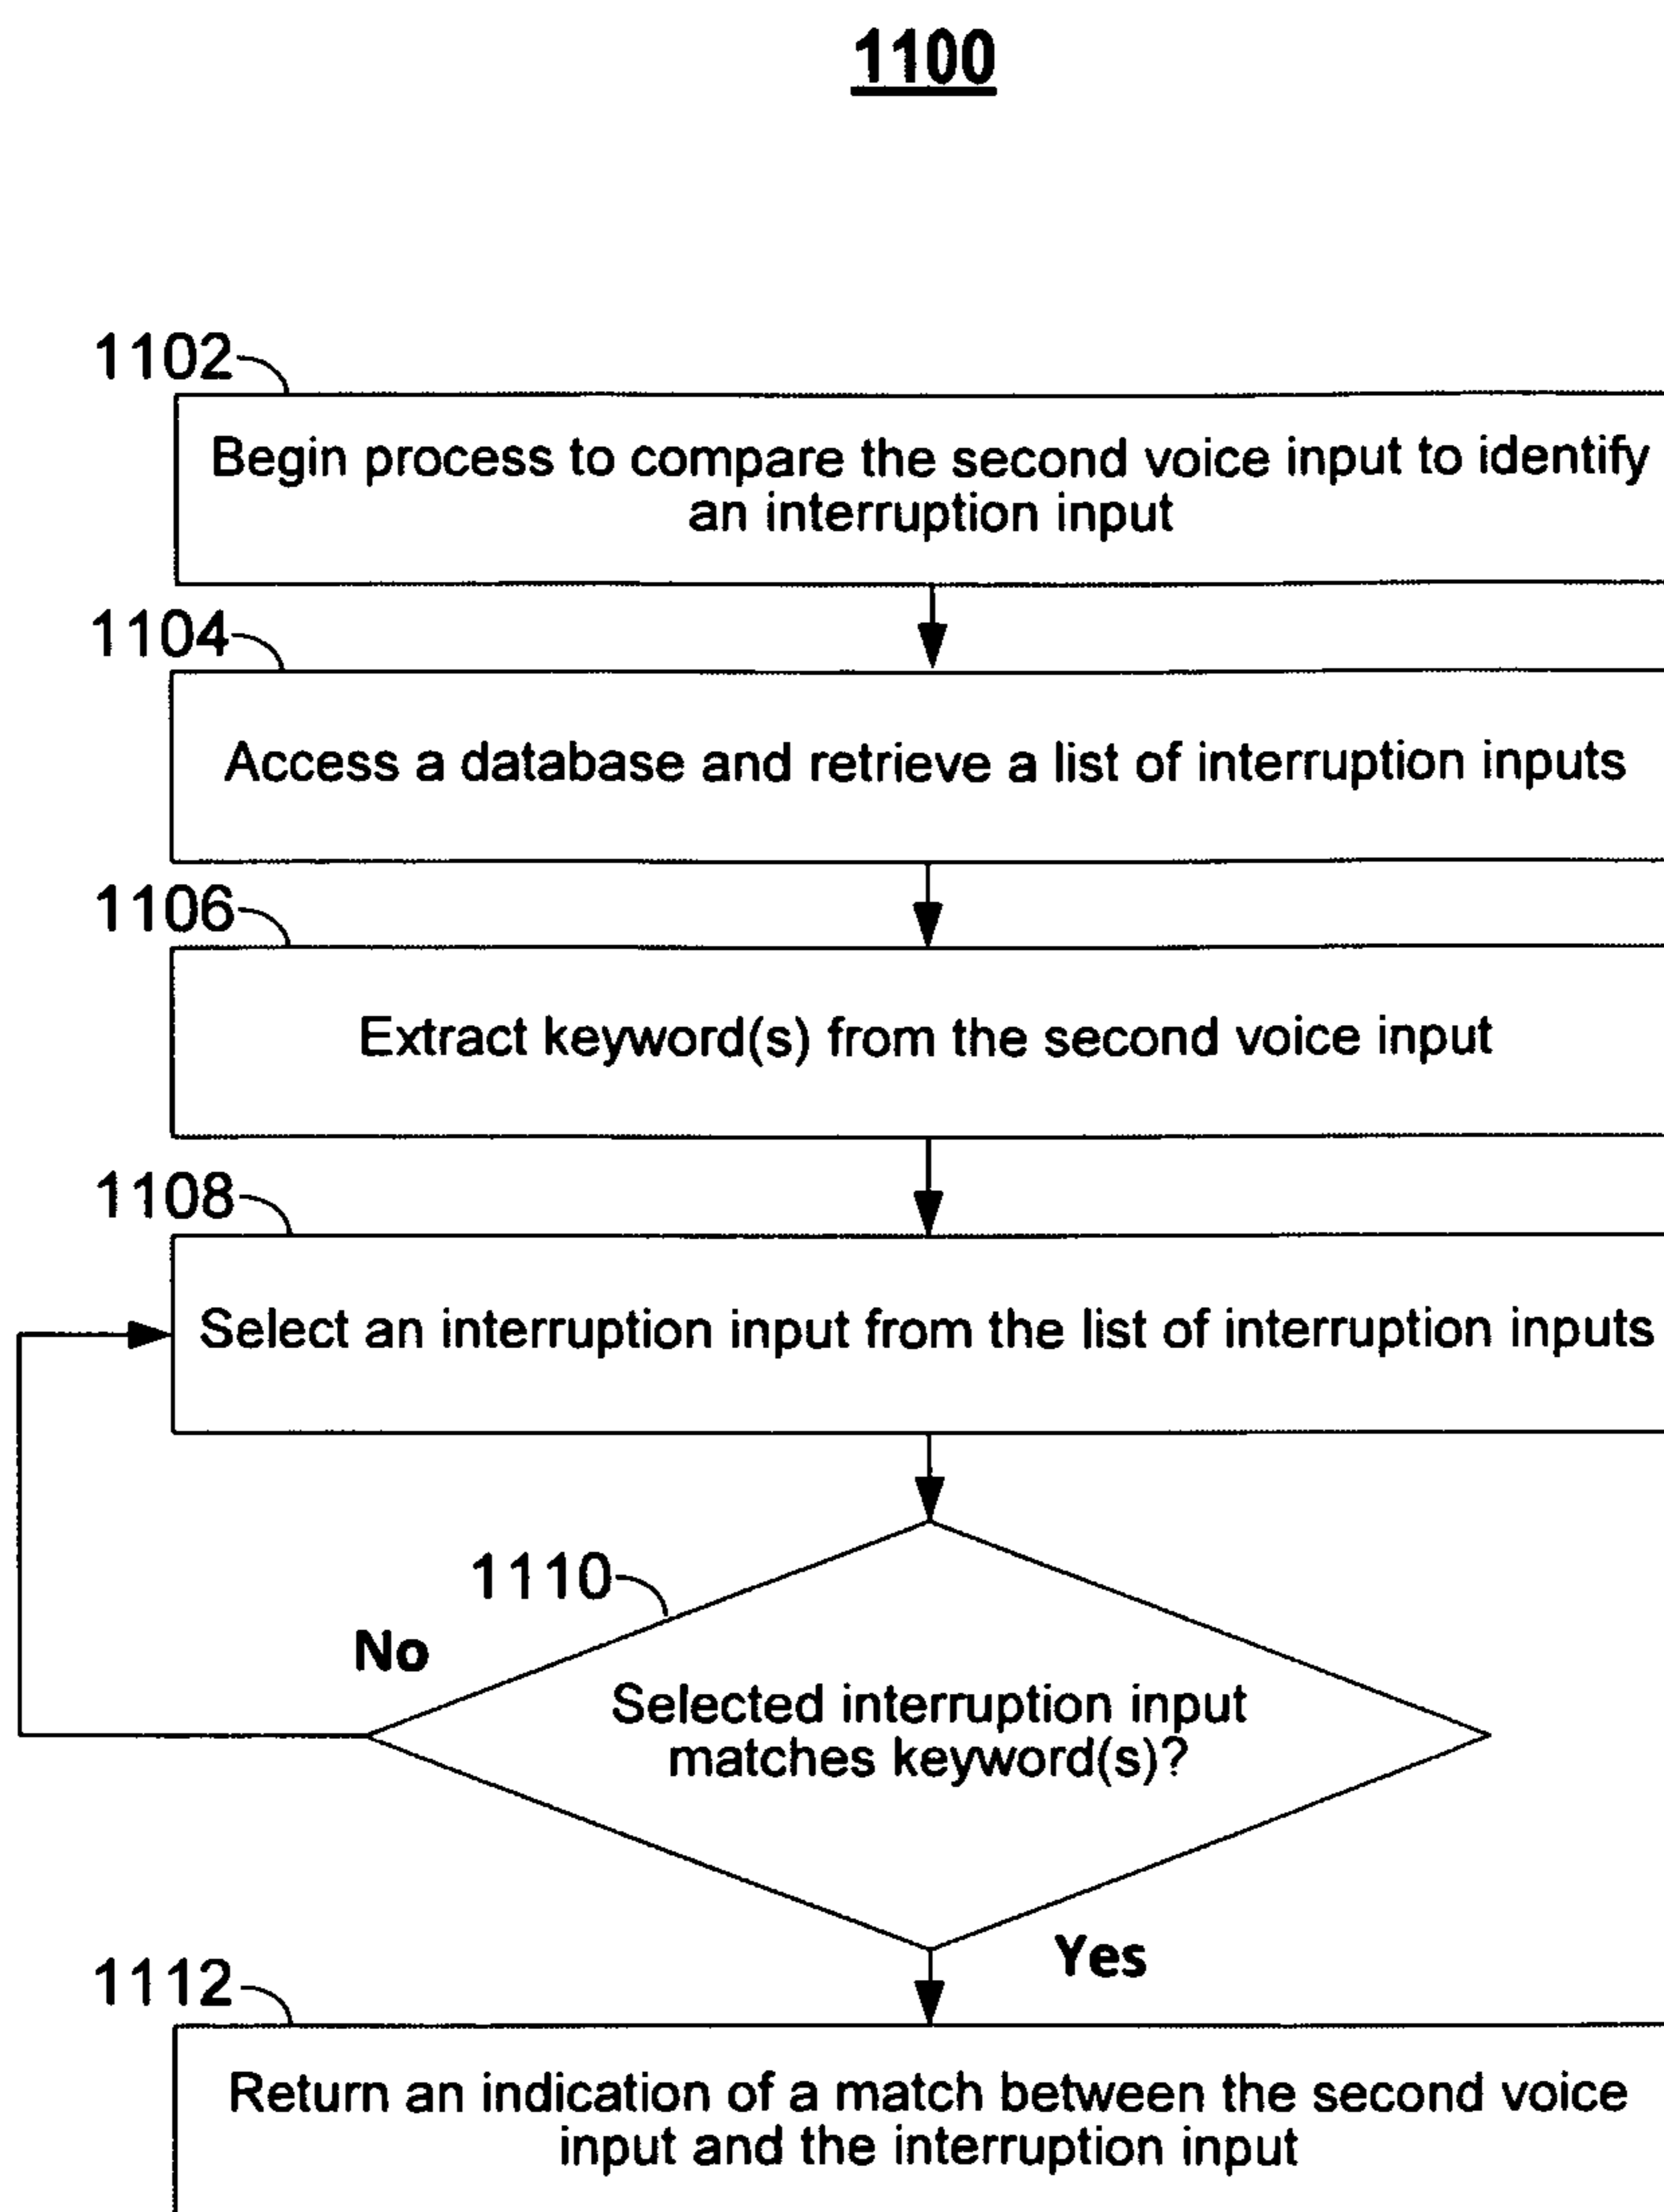 1100
1102
Begin process to compare the second voice input to identify
an interruption input
1104
Access a database and retrieve a list of interruption inputs
1106
Extract keyword(s) from the second voice input
1108
Select an interruption input from the list of interruption inputs
1110
No
Selected interruption input
matches keyword(s)?
Yes
1112
Return an indication of a match between the second voice
input and the interruption input